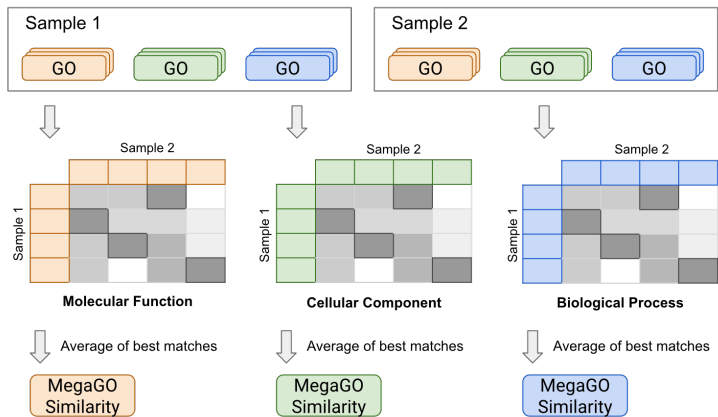 Sample 1
GO
GO
GO
Sample 2
GO
GO
GO
Sample 2
Sample 1
Molecular Function
Sample 2
Sample 1
Cellular Component
Sample 2
Sample 1
Biological Process
Average of best matches
Average of best matches
Average of best matches
MegaGO
Similarity
MegaGO
Similarity
MegaGO
Similarity